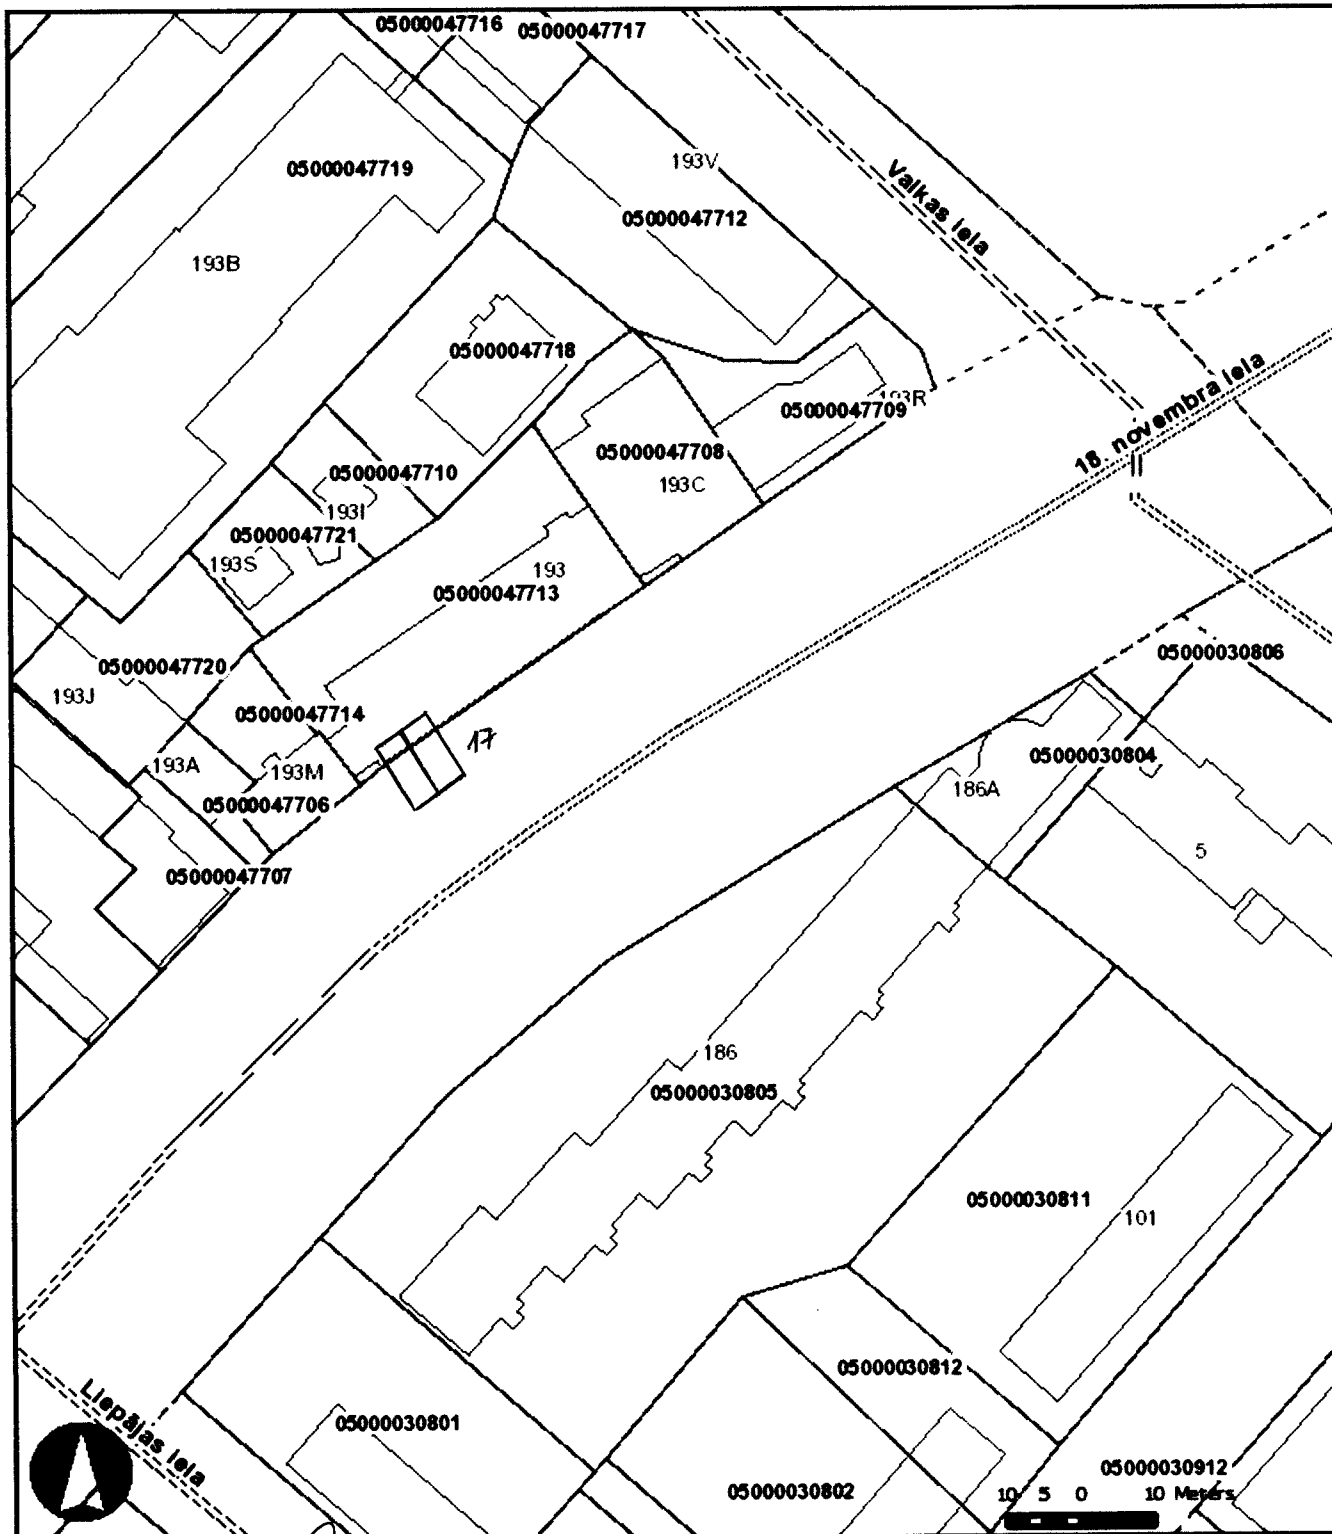 05000047716
05000047717
193V
05000047719
Valkas iela
05000047712
193B
05000047718
18. novembra iela
193R
05000047709
05000047708
05000047710
193C
193I
05000047721
193S
193
05000047713
05000030806
05000047720
193J
05000047714
17
05000030804
193A
193M
186A
05000047706
5
05000047707
186
05000030805
05000030811
101
05000030812
Liepājas iela
05000030801
05000030912
05000030802
10 5 0 10 Meters